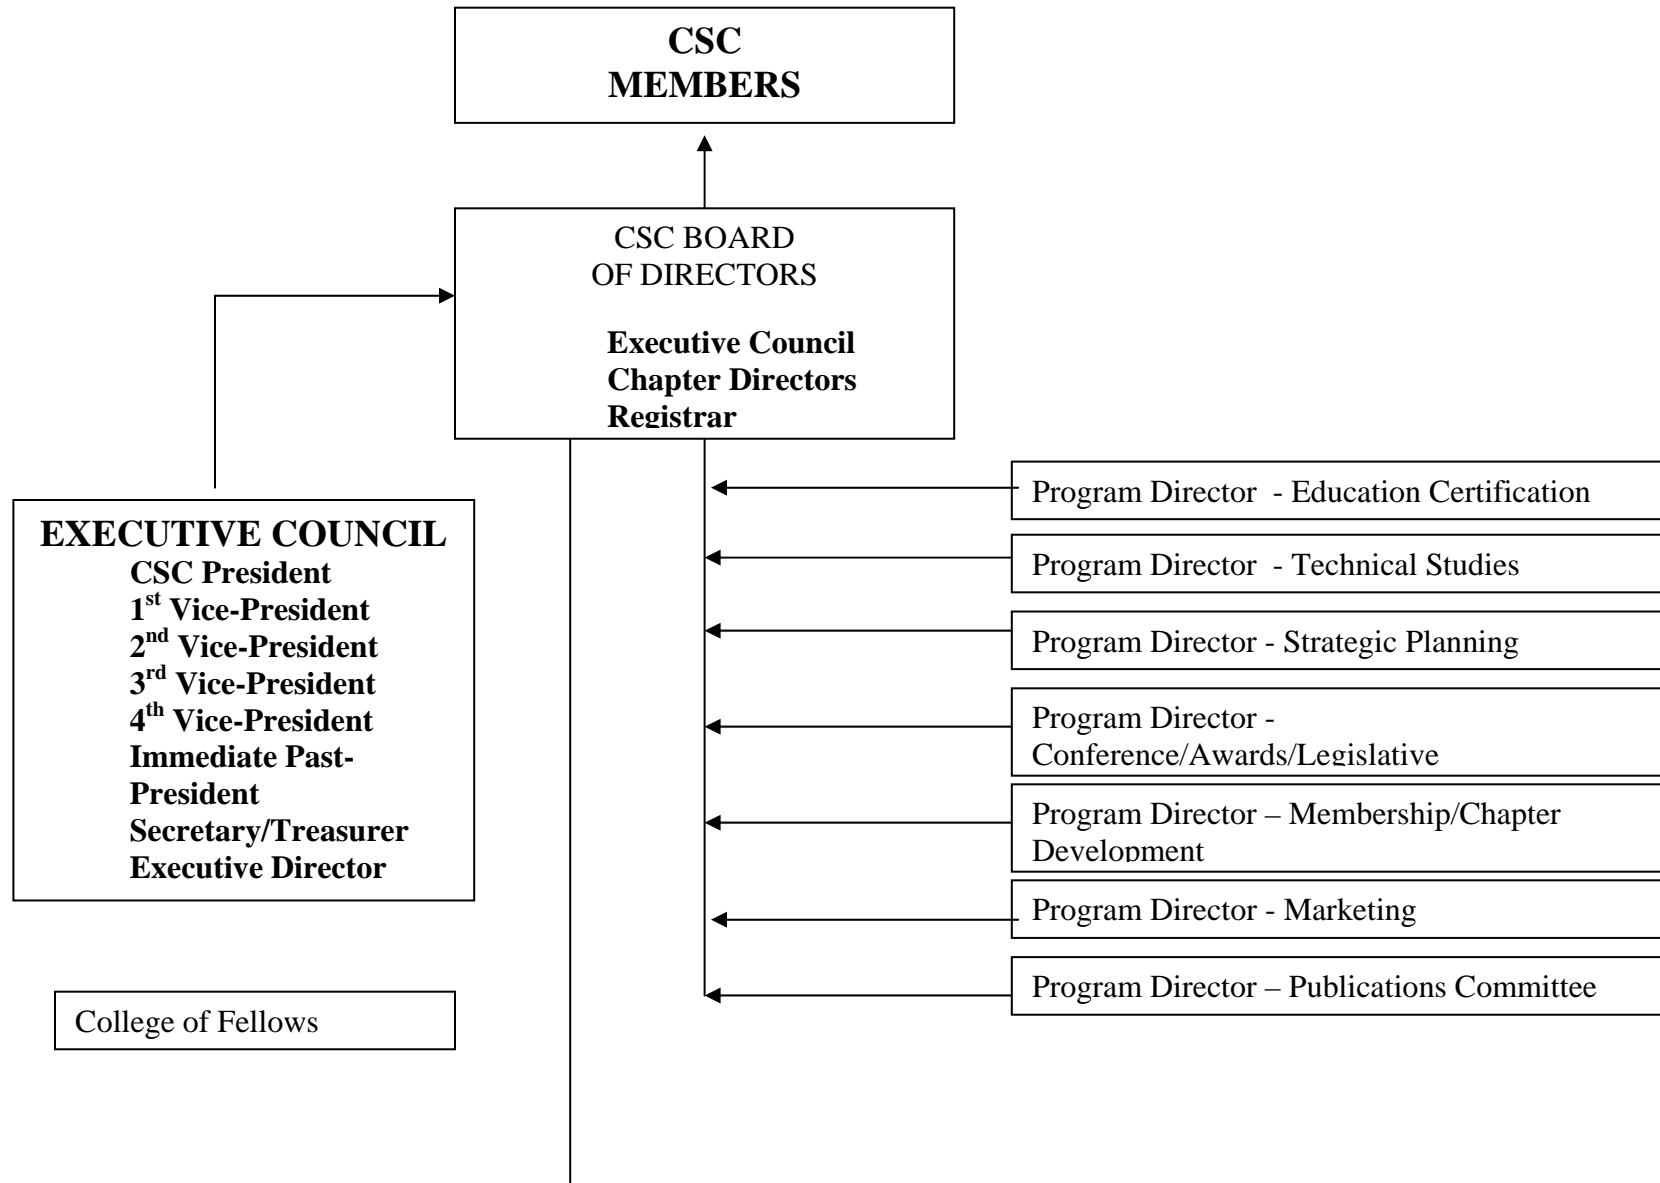 CSC
MEMBERS
CSC BOARD
OF DIRECTORS
Executive Council
Chapter Directors
Registrar
EXECUTIVE COUNCIL
CSC President
1st Vice-President
2nd Vice-President
3rd Vice-President
4th Vice-President
Immediate Past-
President
Secretary/Treasurer
Executive Director
College of Fellows
Program Director  - Education Certification
Program Director  - Technical Studies
Program Director - Strategic Planning
Program Director -
Conference/Awards/Legislative
Program Director – Membership/Chapter
Development
Program Director - Marketing
Program Director – Publications Committee